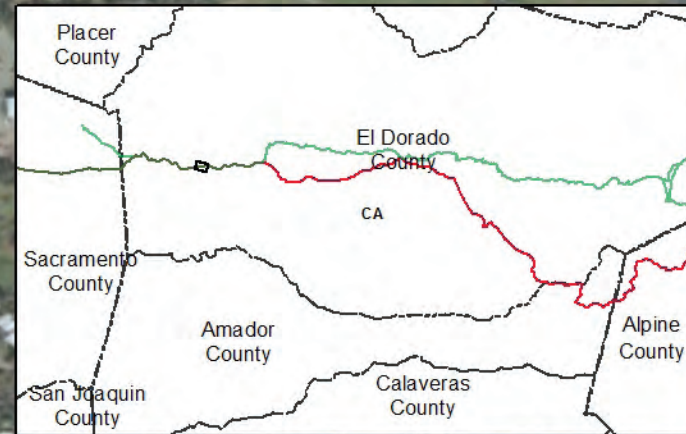 Placer
County
El Dorado
County
CA
Sacramento
County
Amador
County
Alpine
County
San Joaquin
County
Calaveras
County